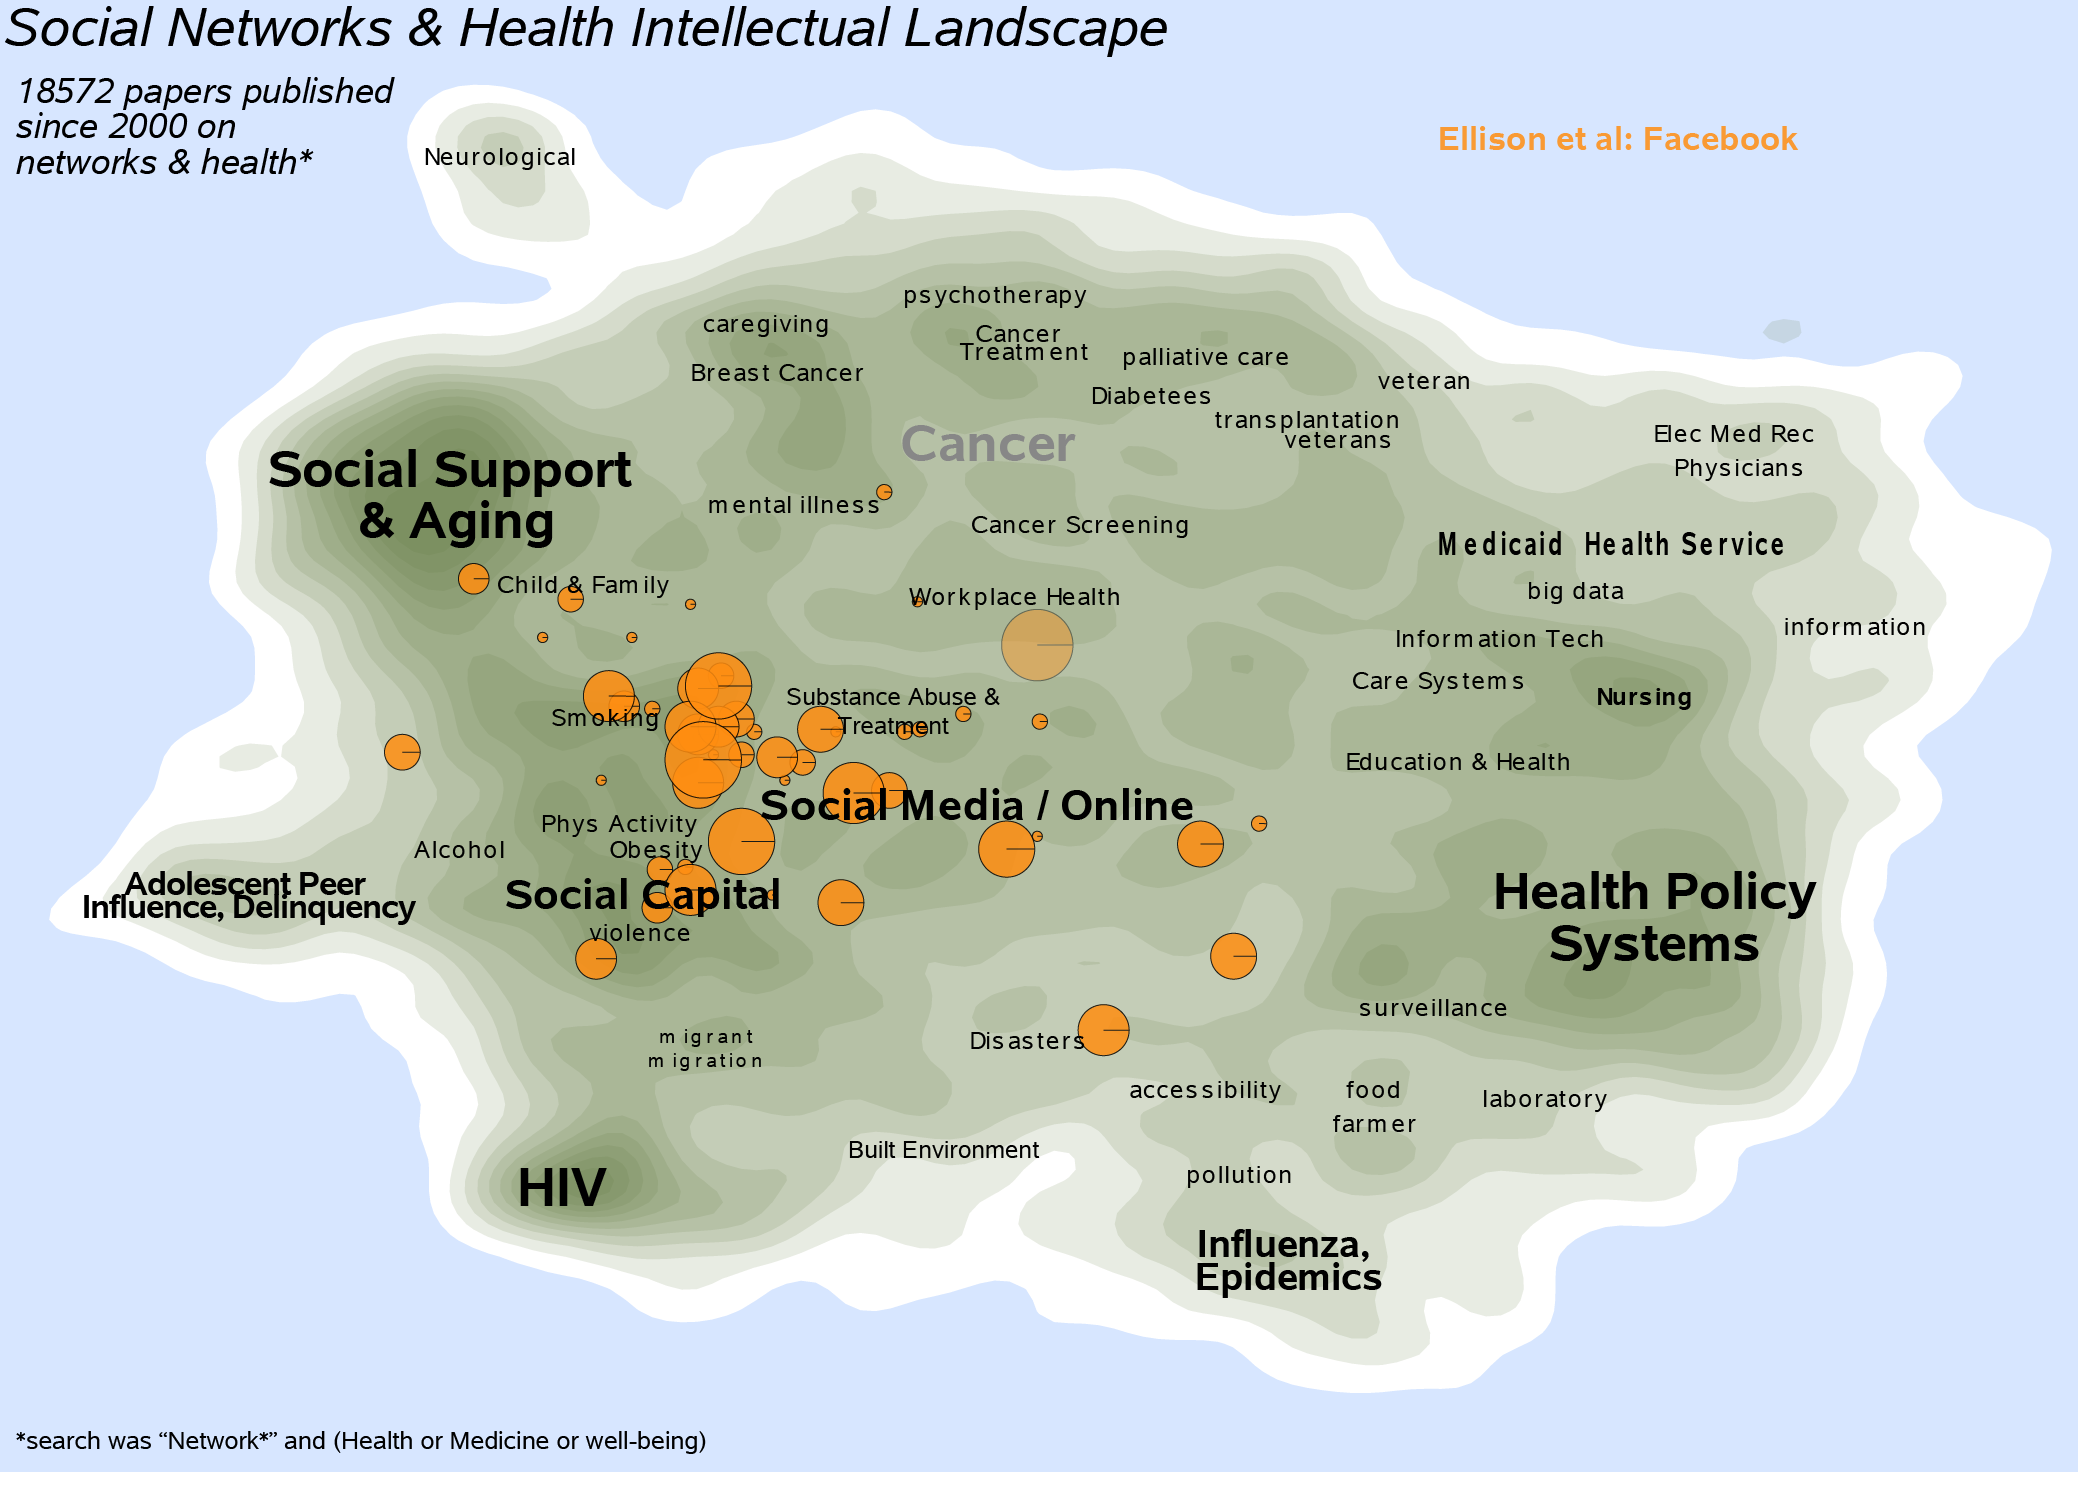 Social Networks & Health Intellectual Landscape
18572 papers published
since 2000 on
networks & health*
Ellison et al: Facebook
Neurological
psychotherapy
caregiving
Cancer
Treatment
palliative care
Breast Cancer
veteran
Diabetees
transplantation
veterans
Cancer
Elec Med Rec
Physicians
Social Support
& Aging
mental illness
Cancer Screening
Medicaid Health Service
Child & Family
Workplace Health
big data
information
Information Tech
Care Systems
Nursing
Substance Abuse &
Treatment
Smoking
Education & Health
Social Media / Online
Phys Activity
Obesity
Alcohol
Adolescent Peer
Influence, Delinquency
Social Capital
violence
Health Policy
Systems
surveillance
migrant
migration
Disasters
accessibility
food
farmer
laboratory
Built Environment
pollution
HIV
Influenza,
Epidemics
*search was “Network*” and (Health or Medicine or well-being)